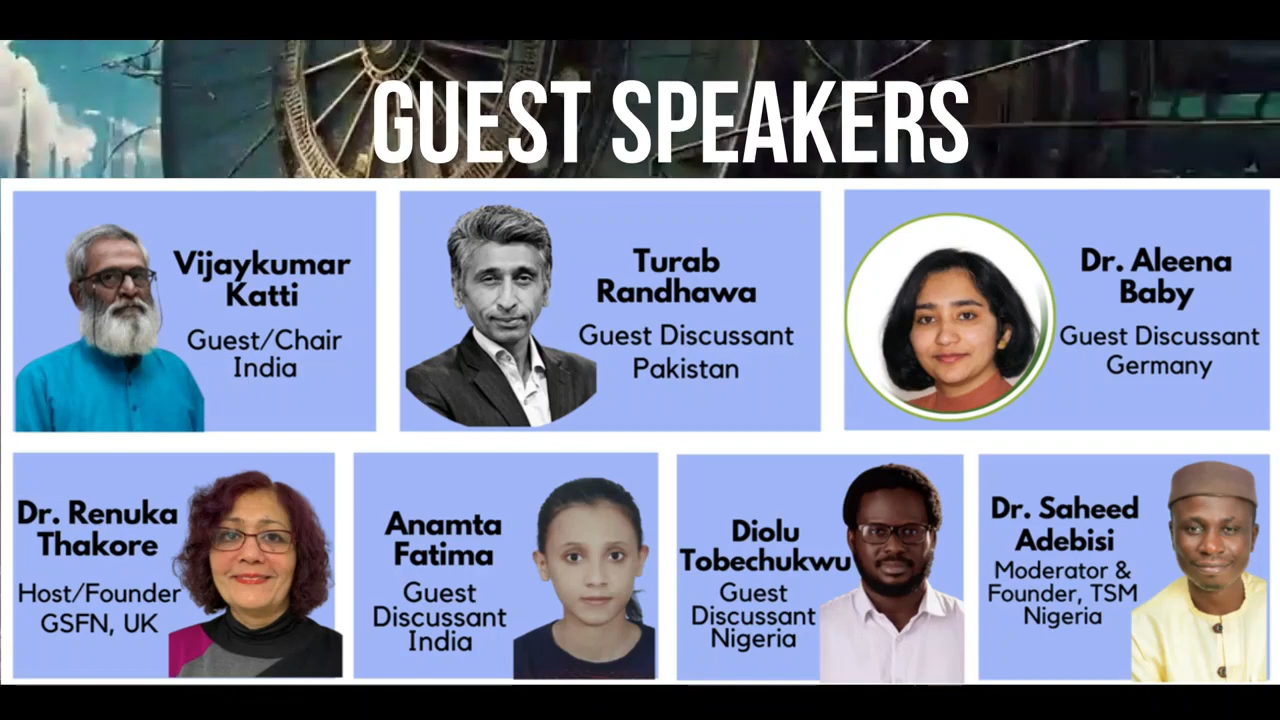 GUEST SPEAKERS
Vijaykumar
Katti
Guest/Chair
India
Turab
Randhawa
Guest Discussant
Pakistan
Dr. Aleena
Baby
Guest Discussant
Germany
Dr. Renuka
Thakore
Host/Founder
GSFN, UK
Anamta
Fatima
Guest
Discussant
India
Diolu
Tobechukwu
Guest
Discussant
Nigeria
Dr. Saheed
Adebisi
Moderator &
Founder, TSM
Nigeria